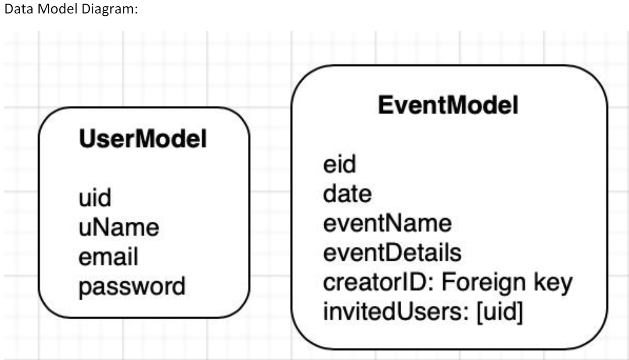 Data Model Diagram:
UserModel
uid
uName
email
password
EventModel
eid
date
eventName
eventDetails
creatorID: Foreign key
invitedUsers: [uid]